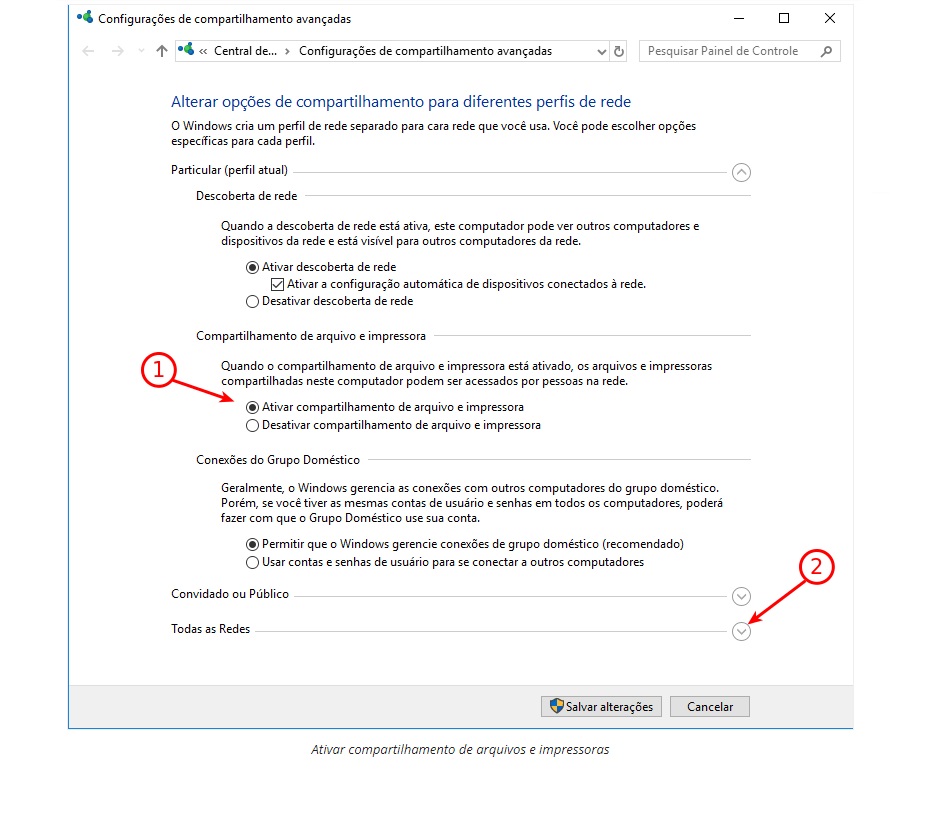 Configurações de compartilhamento avançadas
« Central de... › Configurações de compartilhamento avançadas
Pesquisar Painel de Controle
Alterar opções de compartilhamento para diferentes perfis de rede
O Windows cria um perfil de rede separado para cara rede que você usa. Você pode escolher opções
específicas para cada perfil.
Particular (perfil atual)
Descoberta de rede
Quando a descoberta de rede está ativa, este computador pode ver outros computadores e
dispositivos da rede e está visível para outros computadores da rede.
Ativar descoberta de rede
Ativar a configuração automática de dispositivos conectados à rede.
Desativar descoberta de rede
Compartilhamento de arquivo e impressora
Quando o compartilhamento de arquivo e impressora está ativado, os arquivos e impressoras
compartilhadas neste computador podem ser acessados por pessoas na rede.
1
Ativar compartilhamento de arquivo e impressora
Desativar compartilhamento de arquivo e impressora
Conexões do Grupo Doméstico
Geralmente, o Windows gerencia as conexões com outros computadores do grupo doméstico.
Porém, se você tiver as mesmas contas de usuário e senhas em todos os computadores, poderá
fazer com que o Grupo Doméstico use sua conta.
Permitir que o Windows gerencie conexões de grupo doméstico (recomendado)
Usar contas e senhas de usuário para se conectar a outros computadores
2
Convidado ou Público
Todas as Redes
Salvar alterações
Cancelar
Ativar compartilhamento de arquivos e impressoras